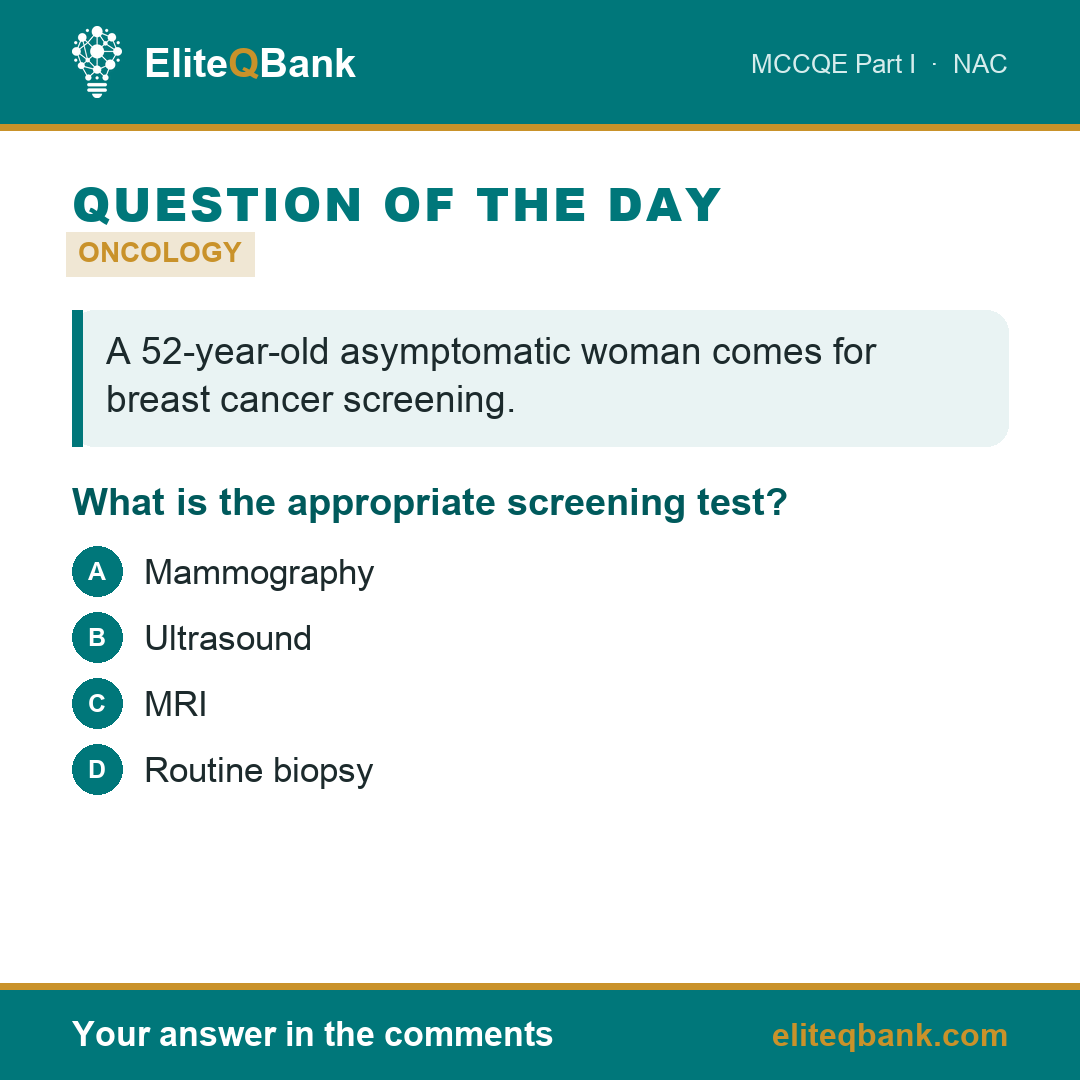 EliteQBank
MCCQE Part I · NAC
QUESTION OF THE DAY
ONCOLOGY
A 52-year-old asymptomatic woman comes for
breast cancer screening.
What is the appropriate screening test?
A Mammography
B Ultrasound
C MRI
D Routine biopsy
Your answer in the comments
eliteqbank.com